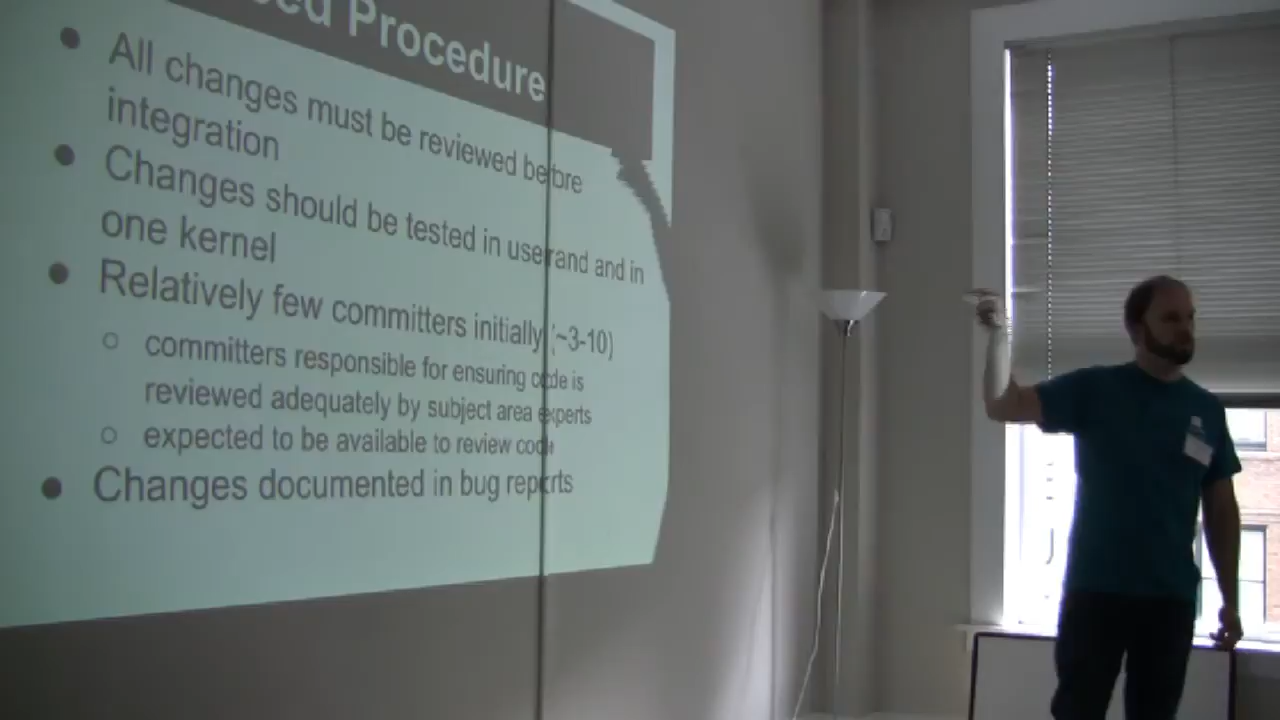 Procedure
All changes must be reviewed before
integration
Changes should be tested in userand and in
one kernel
Relatively few committers initially (~3-10)
committers responsible for ensuring code is
reviewed adequately by subject area experts
expected to be available to review code
Changes documented in bug reports